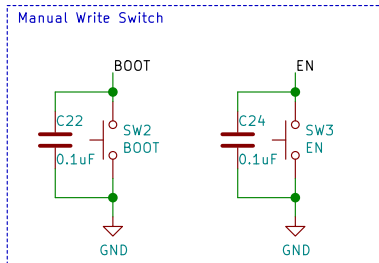 Manual Write Switch
BOOT
C22
SW2
BOOT
0.1uF
GND
EN
C24
SW3
EN
0.1uF
GND